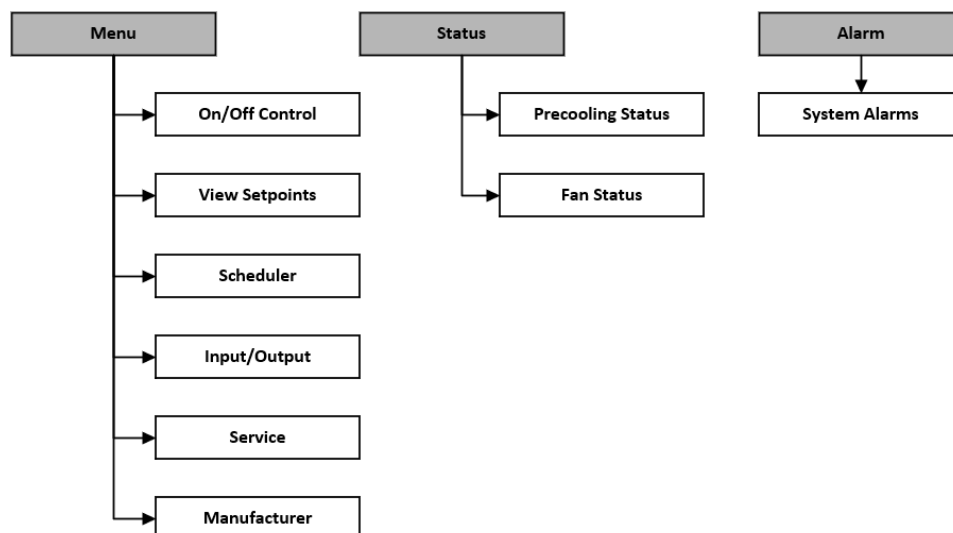 Menu
On/Off Control
View Setpoints
Scheduler
Input/Output
Service
Manufacturer
Status
Precooling Status
Fan Status
Alarm
System Alarms